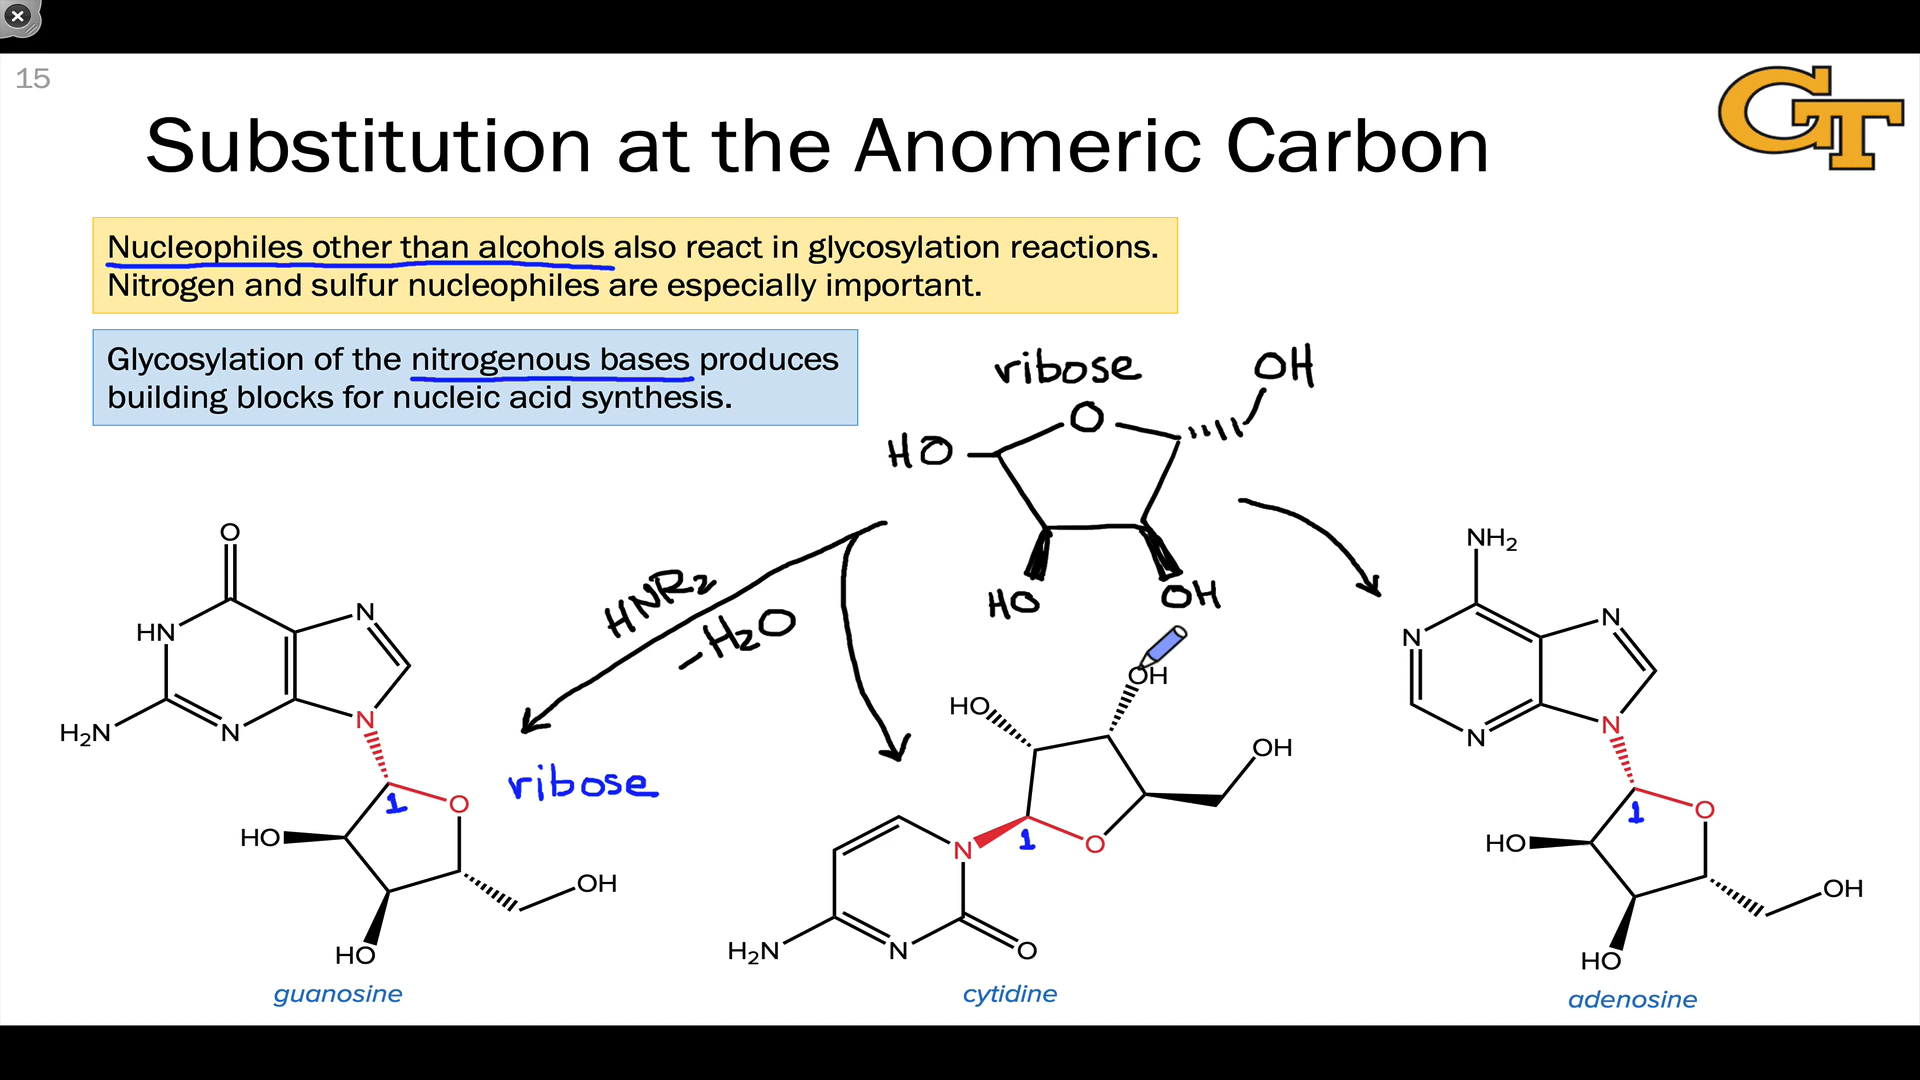 15
GT
Substitution at the Anomeric Carbon
Nucleophiles other than alcohols also react in glycosylation reactions.
Nitrogen and sulfur nucleophiles are especially important.
Glycosylation of the nitrogenous bases produces
building blocks for nucleic acid synthesis.
ribose
OH
O
HO
HO
OH
HNR₂
-H₂O
ribose
O
HN
N
H₂N
N
N
1
O
HO
OH
HO
guanosine
OH
HO
OH
N
1
O
H₂N
N
O
cytidine
NH₂
N
N
N
N
1
O
HO
OH
HO
adenosine